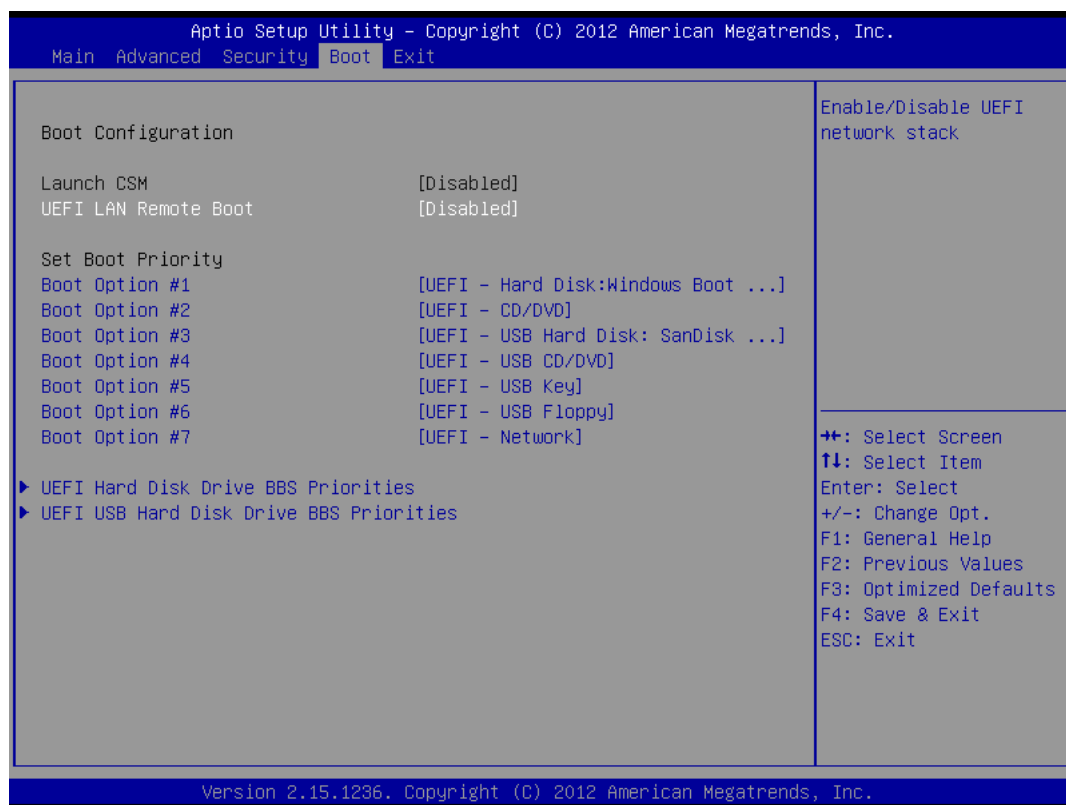 Aptio Setup Utility – Copyright (C) 2012 American Megatrends, Inc.
Main Advanced Security Boot Exit
Boot Configuration
Launch CSM [Disabled]
UEFI LAN Remote Boot [Disabled]
Set Boot Priority
Boot Option #1 [UEFI – Hard Disk:Windows Boot ...]
Boot Option #2 [UEFI – CD/DVD]
Boot Option #3 [UEFI – USB Hard Disk: SanDisk ...]
Boot Option #4 [UEFI – USB CD/DVD]
Boot Option #5 [UEFI – USB Key]
Boot Option #6 [UEFI – USB Floppy]
Boot Option #7 [UEFI – Network]
▶ UEFI Hard Disk Drive BBS Priorities
▶ UEFI USB Hard Disk Drive BBS Priorities
Enable/Disable UEFI
network stack
→←: Select Screen
↑↓: Select Item
Enter: Select
+/-: Change Opt.
F1: General Help
F2: Previous Values
F3: Optimized Defaults
F4: Save & Exit
ESC: Exit
Version 2.15.1236. Copyright (C) 2012 American Megatrends, Inc.